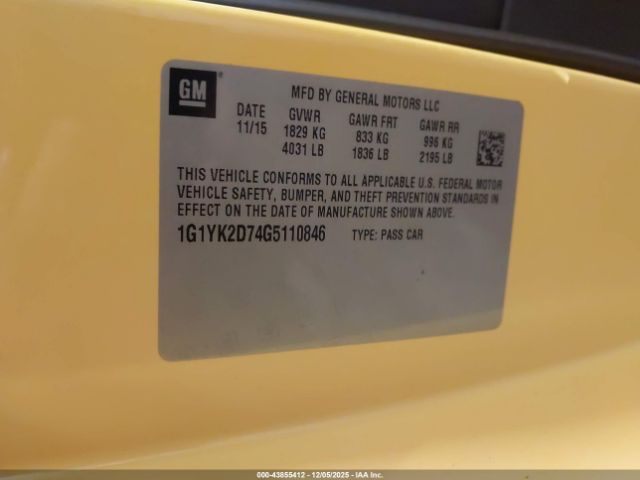 GM®
MFD BY GENERAL MOTORS LLC
DATE GVWR GAWR FRT GAWR RR
11/15 1829 KG 833 KG 996 KG
4031 LB 1836 LB 2195 LB
THIS VEHICLE CONFORMS TO ALL APPLICABLE U.S. FEDERAL MOTOR
VEHICLE SAFETY, BUMPER, AND THEFT PREVENTION STANDARDS IN
EFFECT ON THE DATE OF MANUFACTURE SHOWN ABOVE.
1G1YK2D74G5110846 TYPE: PASS CAR
000-43855412 - 12/05/2025 - IAA Inc.